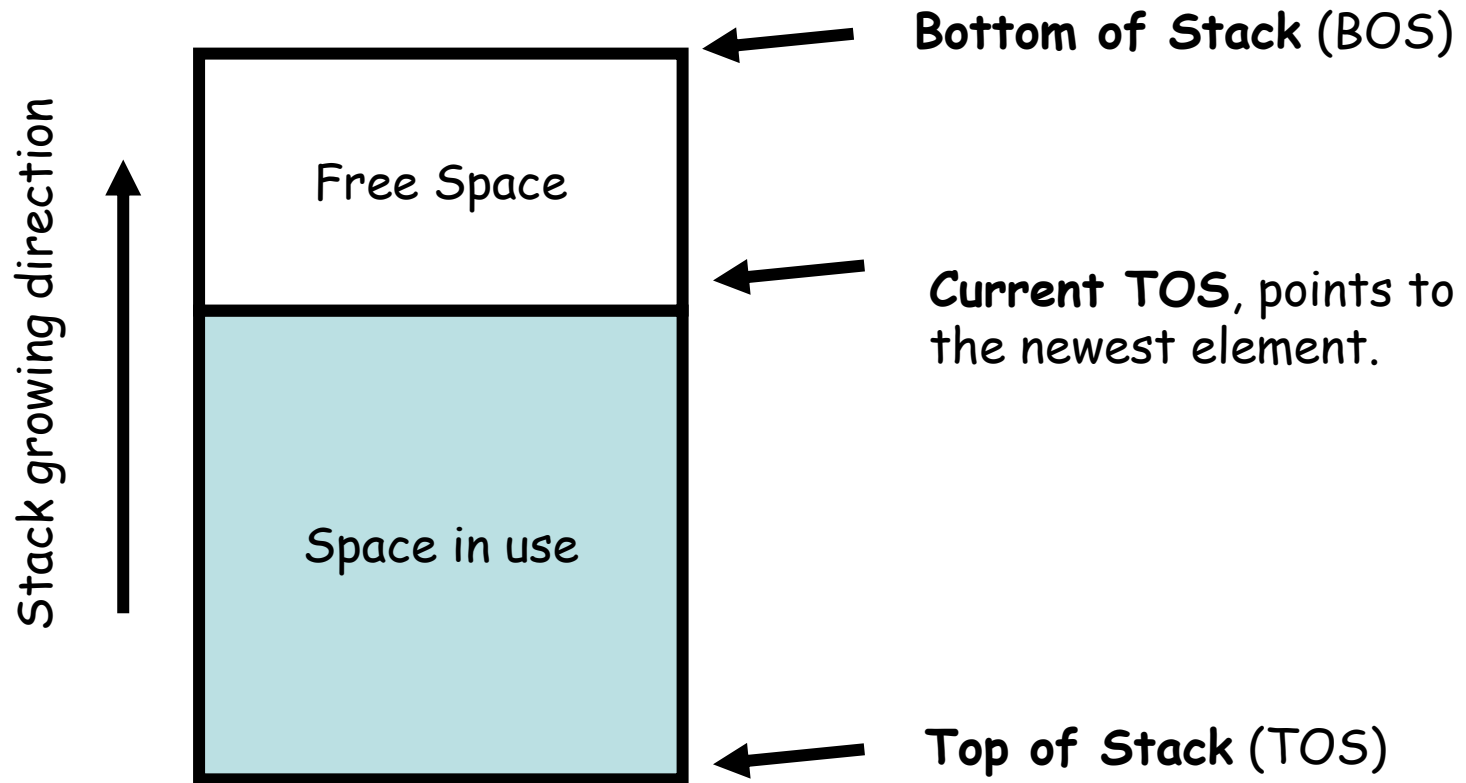 Bottom of Stack (BOS)
Stack growing direction
Free Space
Current TOS, points to
the newest element.
Space in use
Top of Stack (TOS)